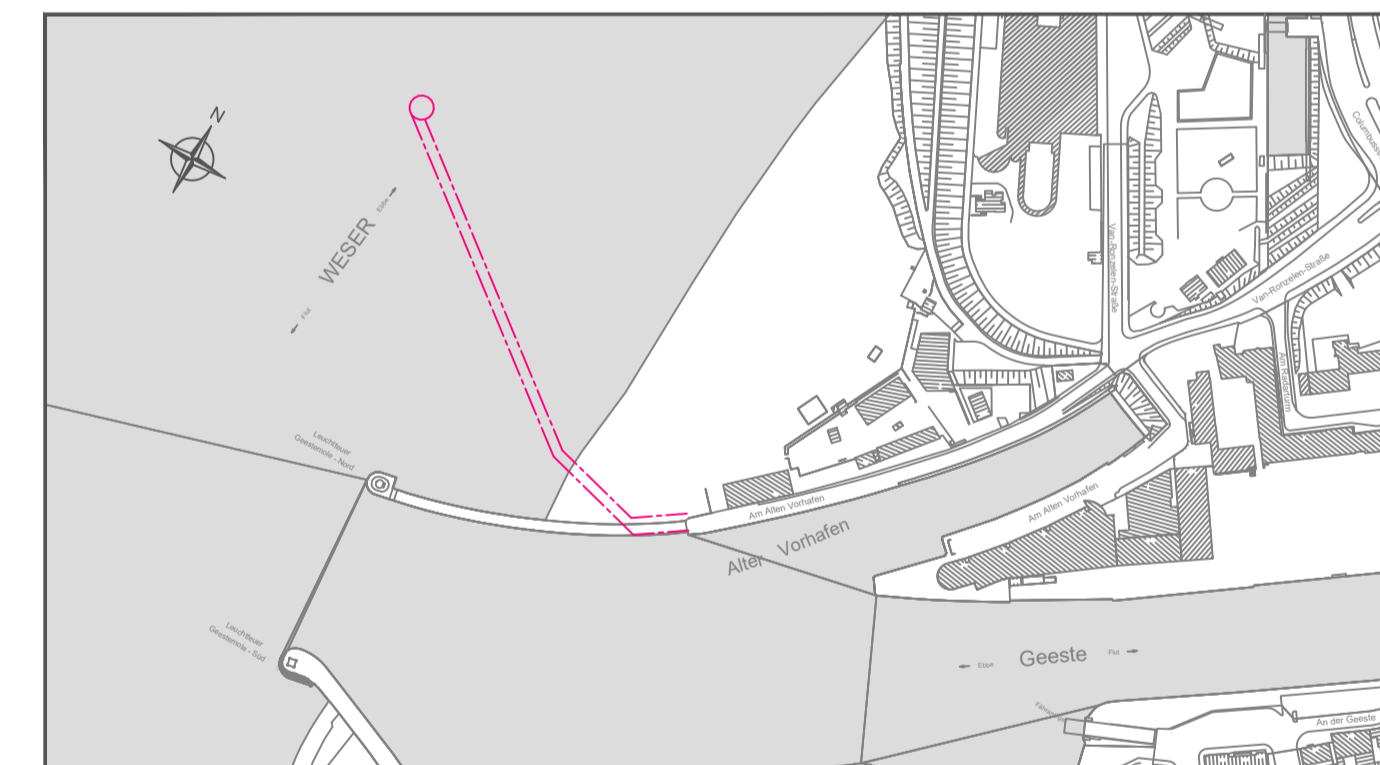 N
WESER
Ebbe
Flut
Leuchtfeuer
Geestemole - Nord
Leuchtfeuer
Geestemole - Süd
Am Alten Vorhafen
Alter Vorhafen
Am Alten Vorhafen
Van-Ronzelen-Straße
Van-Ronzelen-Straße
Am Radarturm
Ebbe
Geeste
Flut
An der Geeste